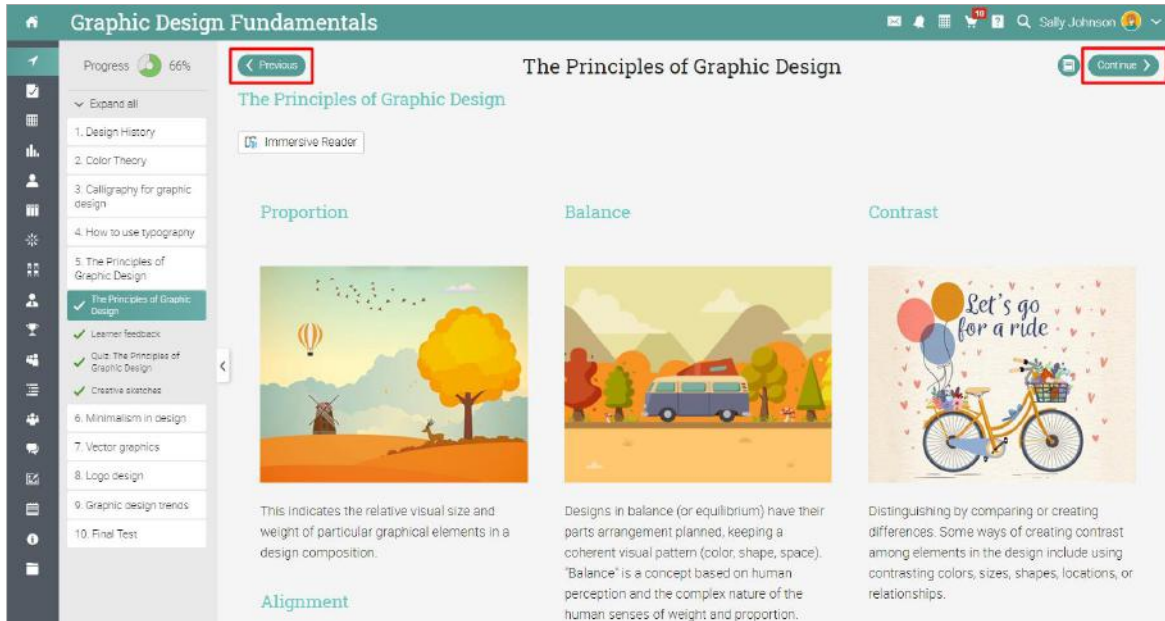 Graphic Design Fundamentals
10
Sally Johnson
Progress 66%
Expand all
1. Design History
2. Color Theory
3. Calligraphy for graphic
design
4. How to use typography
5. The Principles of
Graphic Design
The Principles of Graphic
Design
Learner feedback
Quiz: The Principles of
Graphic Design
Creative sketches
6. Minimalism in design
7. Vector graphics
8. Logo design
9. Graphic design trends
10. Final Test
Previous
The Principles of Graphic Design
Continue
The Principles of Graphic Design
Immersive Reader
Proportion
This indicates the relative visual size and
weight of particular graphical elements in a
design composition.
Alignment
Balance
Designs in balance (or equilibrium) have their
parts arrangement planned, keeping a
coherent visual pattern (color, shape, space).
"Balance" is a concept based on human
perception and the complex nature of the
human senses of weight and proportion.
Contrast
Let's go
for a ride
Distinguishing by comparing or creating
differences. Some ways of creating contrast
among elements in the design include using
contrasting colors, sizes, shapes, locations, or
relationships.